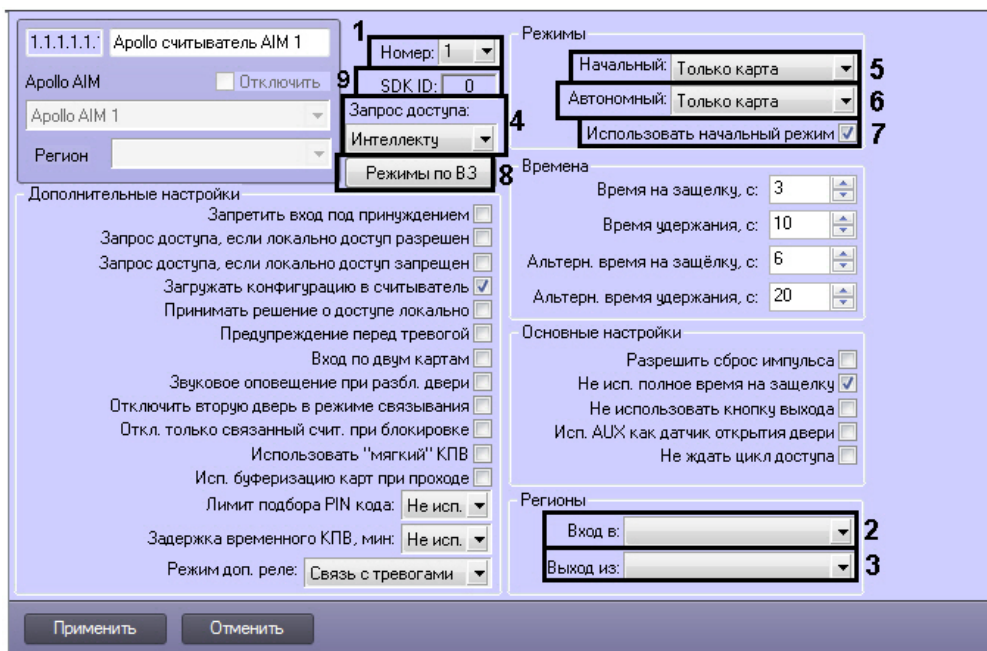 1.1.1.1.1 Apollo считыватель AIM 1
Apollo AIM Отключить
Apollo AIM 1
Регион
1 Номер: 1
9 SDK ID: 0
Запрос доступа:
Интеллекту 4
Режимы по ВЗ 8
Режимы
Начальный: Только карта 5
Автономный: Только карта 6
Использовать начальный режим 7
Дополнительные настройки
Запретить вход под принуждением
Запрос доступа, если локально доступ разрешен
Запрос доступа, если локально доступ запрещен
Загружать конфигурацию в считыватель
Принимать решение о доступе локально
Предупреждение перед тревогой
Вход по двум картам
Звуковое оповещение при разбл. двери
Отключить вторую дверь в режиме связывания
Откл. только связанный счит. при блокировке
Использовать "мягкий" КПВ
Исп. буферизацию карт при проходе
Лимит подбора PIN кода: Не исп.
Задержка временного КПВ, мин: Не исп.
Режим доп. реле: Связь с тревогами
Времена
Время на защелку, с: 3
Время удержания, с: 10
Альтерн. время на защёлку, с: 6
Альтерн. время удержания, с: 20
Основные настройки
Разрешить сброс импульса
Не исп. полное время на защелку
Не использовать кнопку выхода
Исп. AUX как датчик открытия двери
Не ждать цикл доступа
Регионы
Вход в: 2
Выход из: 3
Применить Отменить